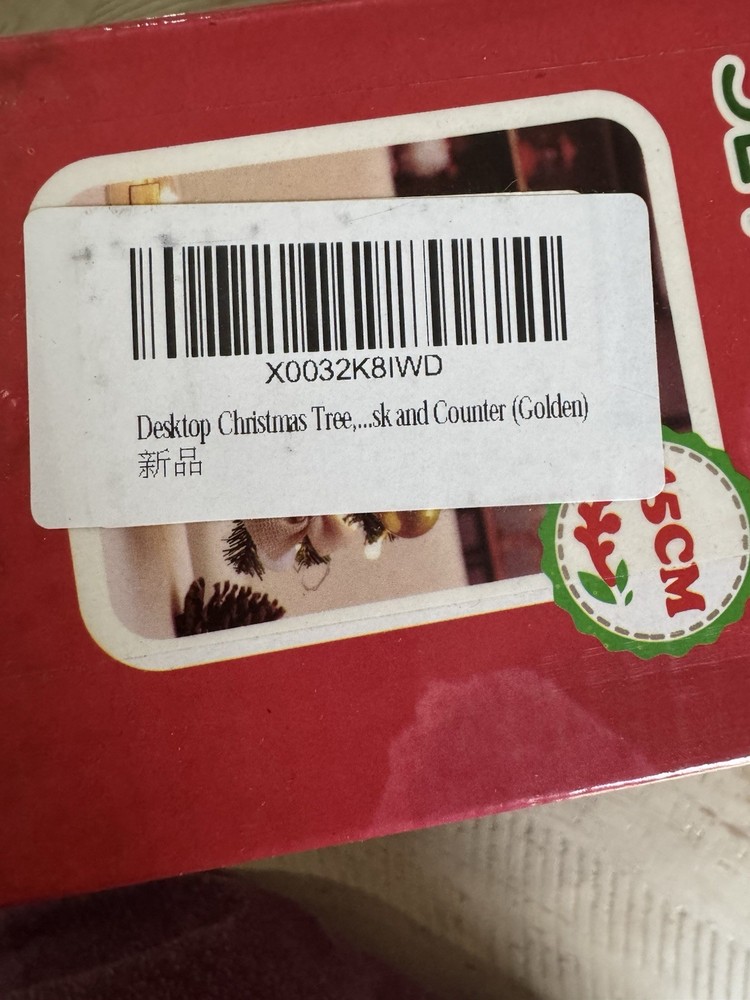 X0032K8IWD
Desktop Christmas Tree,...sk and Counter (Golden)
新品